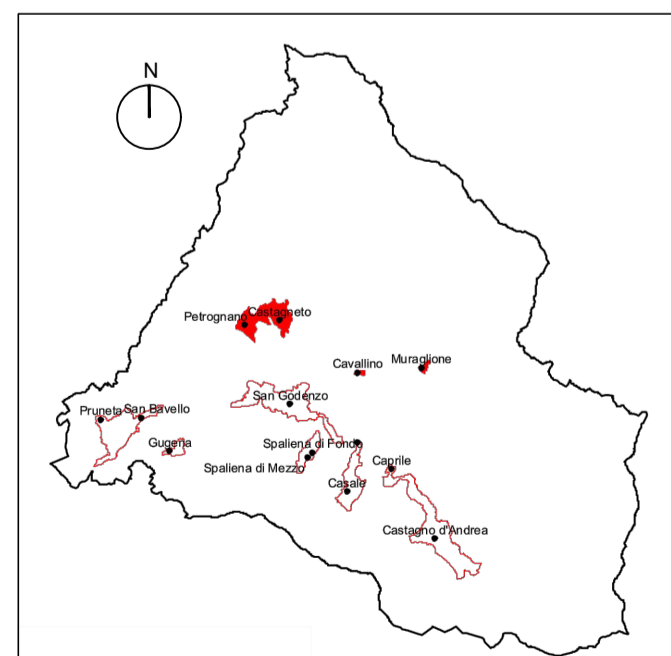 N
Castagneto
Petrognano
Muraglione
Cavallino
San Godenzo
San Bavello
Pruneta
Gugena
Spaliena di Fondo
Spaliena di Mezzo
Caprile
Casale
Castagno d'Andrea